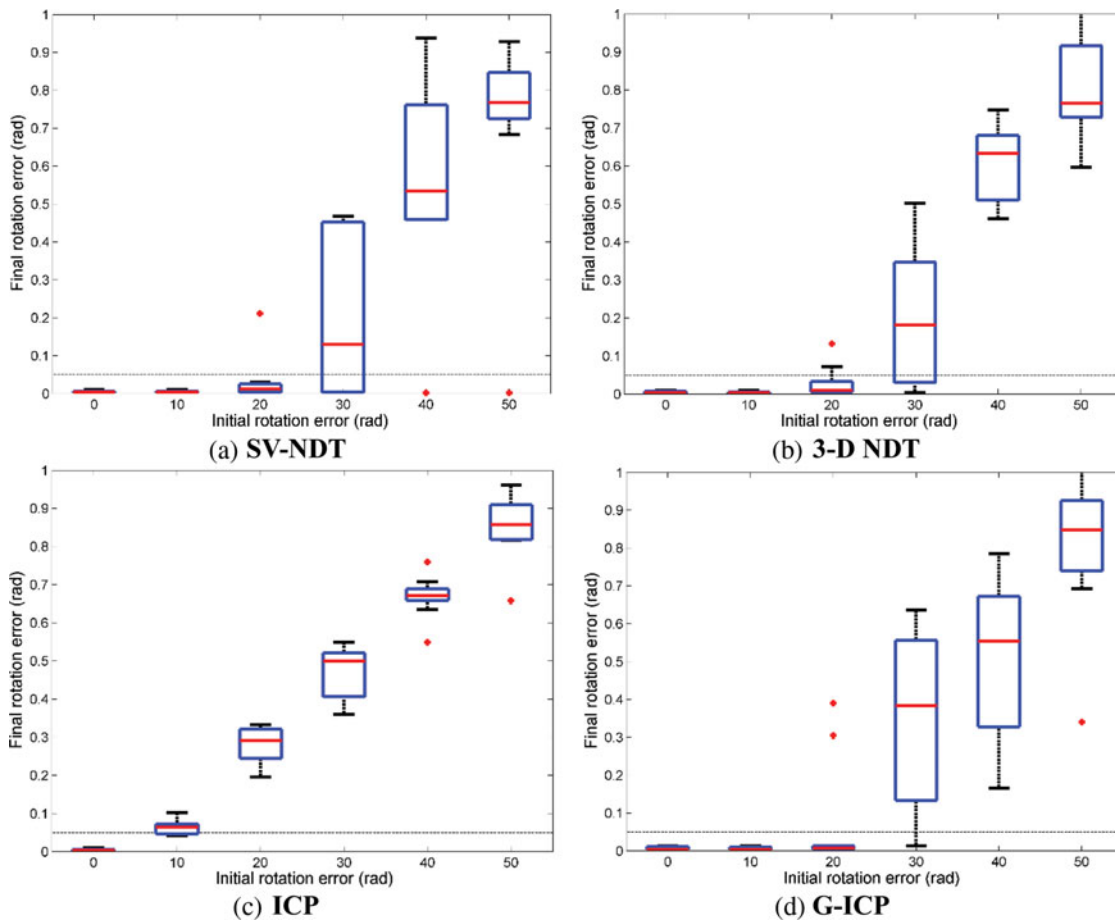 1
0.9
0.8
0.7
0.6
0.5
0.4
0.3
0.2
0.1
0
Final rotation error (rad)
0 10 20 30 40 50
Initial rotation error (rad)
(a) SV-NDT
1
0.9
0.8
0.7
0.6
0.5
0.4
0.3
0.2
0.1
0
Final rotation error (rad)
0 10 20 30 40 50
Initial rotation error (rad)
(b) 3-D NDT
1
0.9
0.8
0.7
0.6
0.5
0.4
0.3
0.2
0.1
0
Final rotation error (rad)
0 10 20 30 40 50
Initial rotation error (rad)
(c) ICP
1
0.9
0.8
0.7
0.6
0.5
0.4
0.3
0.2
0.1
0
Final rotation error (rad)
0 10 20 30 40 50
Initial rotation error (rad)
(d) G-ICP